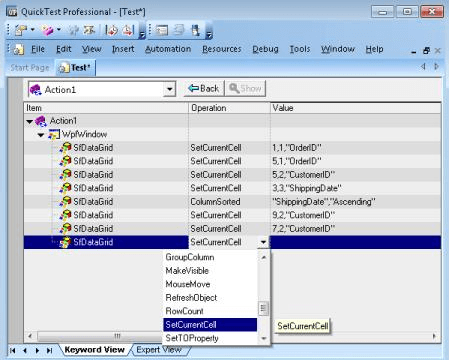 QuickTest Professional - [Test*]
File Edit View Insert Automation Resources Debug Tools Window Help
Start Page Test*
Action1 Back Show
Item Operation Value
Action1
WpfWindow
SfDataGrid SetCurrentCell 1,1,"OrderID"
SfDataGrid SetCurrentCell 5,1,"OrderID"
SfDataGrid SetCurrentCell 5,2,"CustomerID"
SfDataGrid SetCurrentCell 3,3,"ShippingDate"
SfDataGrid ColumnSorted "ShippingDate","Ascending"
SfDataGrid SetCurrentCell 9,2,"CustomerID"
SfDataGrid SetCurrentCell 7,2,"CustomerID"
SfDataGrid SetCurrentCell
GroupColumn
MakeVisible
MouseMove
RefreshObject
RowCount
SetCurrentCell SetCurrentCell
SetTOProperty
Keyword View Expert View